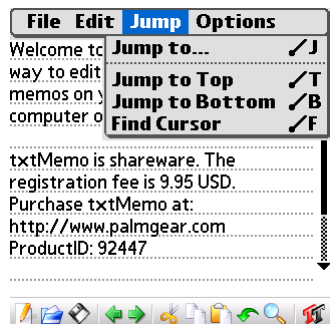 File Edit Jump Options
Jump to...  /J
Jump to Top  /T
Jump to Bottom  /B
Find Cursor  /F
Welcome to
way to edit
memos on
computer o
txtMemo is shareware. The
registration fee is 9.95 USD.
Purchase txtMemo at:
http://www.palmgear.com
ProductID: 92447